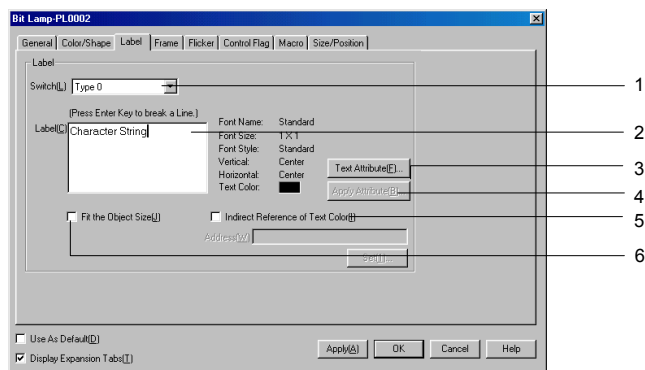 Bit Lamp-PL0002
General Color/Shape Label Frame Flicker Control Flag Macro Size/Position
Label
Switch(L) Type 0 1
(Press Enter Key to break a Line.)
Label(C) Character String 2
Font Name: Standard
Font Size: 1 X 1
Font Style: Standard
Vertical: Center
Horizontal: Center
Text Color:
Text Attribute(F)... 3
Apply Attribute(B) 4
Fit the Object Size(J) Indirect Reference of Text Color(I) 5
Address(W)
Set(1)... 6
Use As Default(D)
Display Expansion Tabs(T)
Apply(A) OK Cancel Help